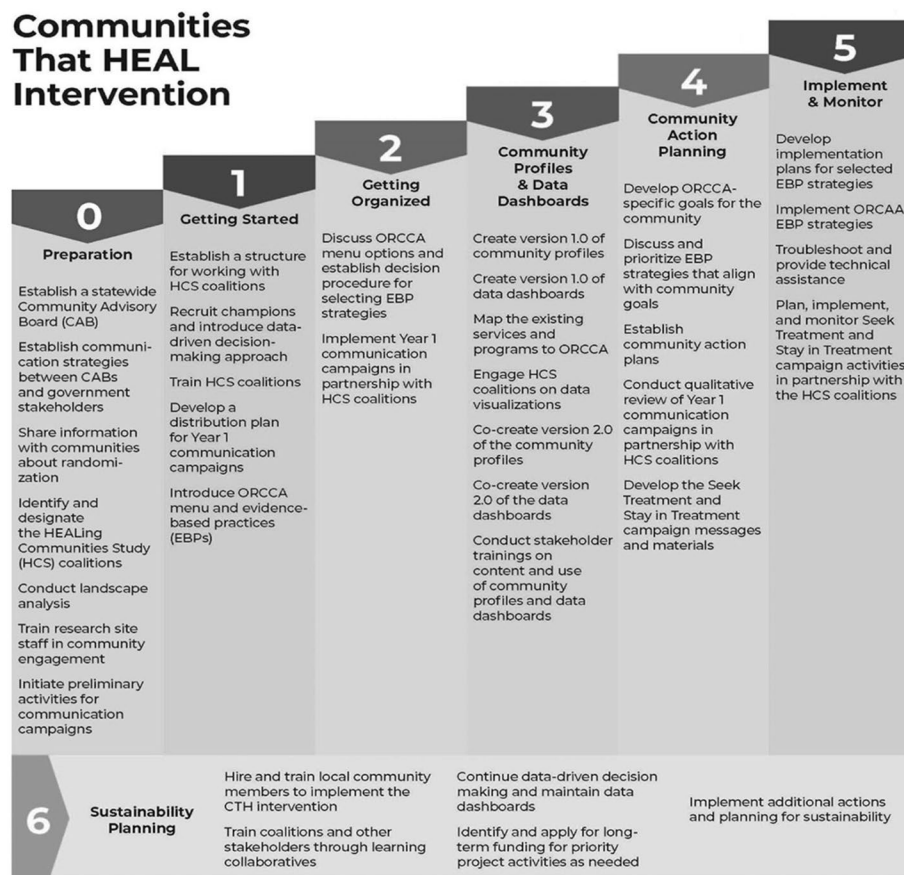 Communities
That HEAL
Intervention
0
Preparation
Establish a statewide
Community Advisory
Board (CAB)
Establish communi-
cation strategies
between CABs
and government
stakeholders
Share information
with communities
about randomi-
zation
Identify and
designate
the HEALing
Communities Study
(HCS) coalitions
Conduct landscape
analysis
Train research site
staff in community
engagement
Initiate preliminary
activities for
communication
campaigns
1
Getting Started
Establish a structure
for working with
HCS coalitions
Recruit champions
and introduce data-
driven decision-
making approach
Train HCS coalitions
Develop a
distribution plan
for Year 1
communication
campaigns
Introduce ORCCA
menu and evidence-
based practices
(EBPs)
2
Getting
Organized
Discuss ORCCA
menu options and
establish decision
procedure for
selecting EBP
strategies
Implement Year 1
communication
campaigns in
partnership with
HCS coalitions
3
Community
Profiles
& Data
Dashboards
Create version 1.0 of
community profiles
Create version 1.0 of
data dashboards
Map the existing
services and
programs to ORCCA
Engage HCS
coalitions on data
visualizations
Co-create version 2.0
of the community
profiles
Co-create version
2.0 of the data
dashboards
Conduct stakeholder
trainings on
content and use
of community
profiles and data
dashboards
4
Community
Action
Planning
Develop ORCCA-
specific goals for the
community
Discuss and
prioritize EBP
strategies that align
with community
goals
Establish
community action
plans
Conduct qualitative
review of Year 1
communication
campaigns in
partnership with
HCS coalitions
Develop the Seek
Treatment and
Stay in Treatment
campaign messages
and materials
5
Implement
& Monitor
Develop
implementation
plans for selected
EBP strategies
Implement ORCAA
EBP strategies
Troubleshoot and
provide technical
assistance
Plan, implement,
and monitor Seek
Treatment and
Stay in Treatment
campaign activities
in partnership with
the HCS coalitions
6
Sustainability
Planning
Hire and train local community
members to implement the
CTH intervention
Train coalitions and other
stakeholders through learning
collaboratives
Continue data-driven decision
making and maintain data
dashboards
Identify and apply for long-
term funding for priority
project activities as needed
Implement additional actions
and planning for sustainability